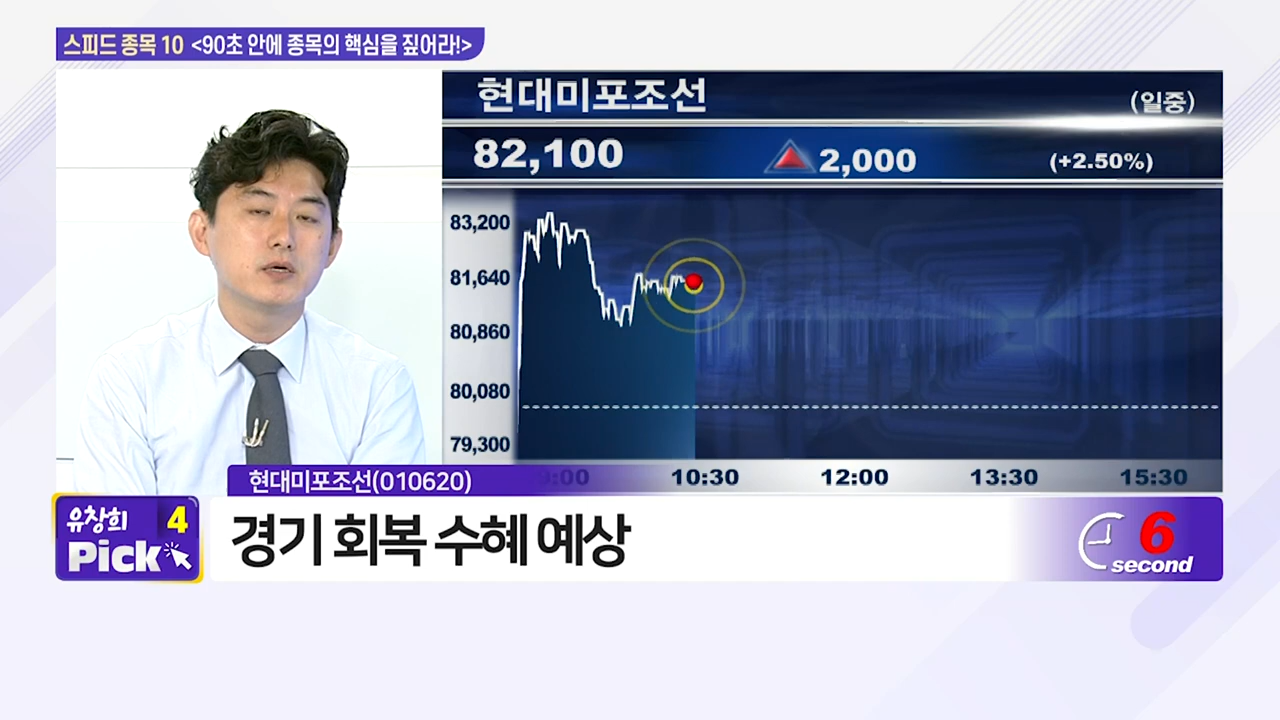 스피드 종목 10 <90초 안에 종목의 핵심을 짚어라!>
현대미포조선
(일중)
82,100 ▲ 2,000 (+2.50%)
83,200
81,640
80,860
80,080
79,300
9:00 10:30 12:00 13:30 15:30
현대미포조선(010620)
유창희 4
Pick
경기 회복 수혜 예상
6
second